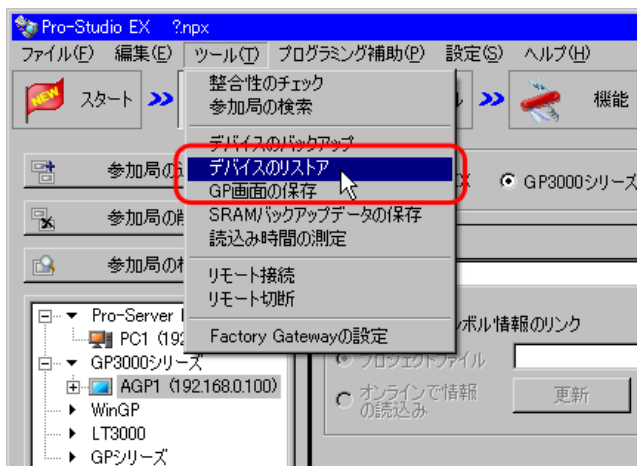 Pro-Studio EX ?.npx
ファイル(F) 編集(E) ツール(T) プログラミング補助(P) 設定(S) ヘルプ(H)
NEW スタート 機能
整合性のチェック
参加局の検索
デバイスのバックアップ
デバイスのリストア
GP画面の保存
SRAMバックアップデータの保存
読込み時間の測定
リモート接続
リモート切断
Factory Gatewayの設定
参加局の
参加局の
参加局の
GP3000シリーズ
Pro-Server
PC1 (192
GP3000シリーズ
AGP1 (192.168.0.100)
WinGP
LT3000
GPシリーズ
ボル情報のリンク
プロジェクトファイル
オンラインで情報の読込み
更新